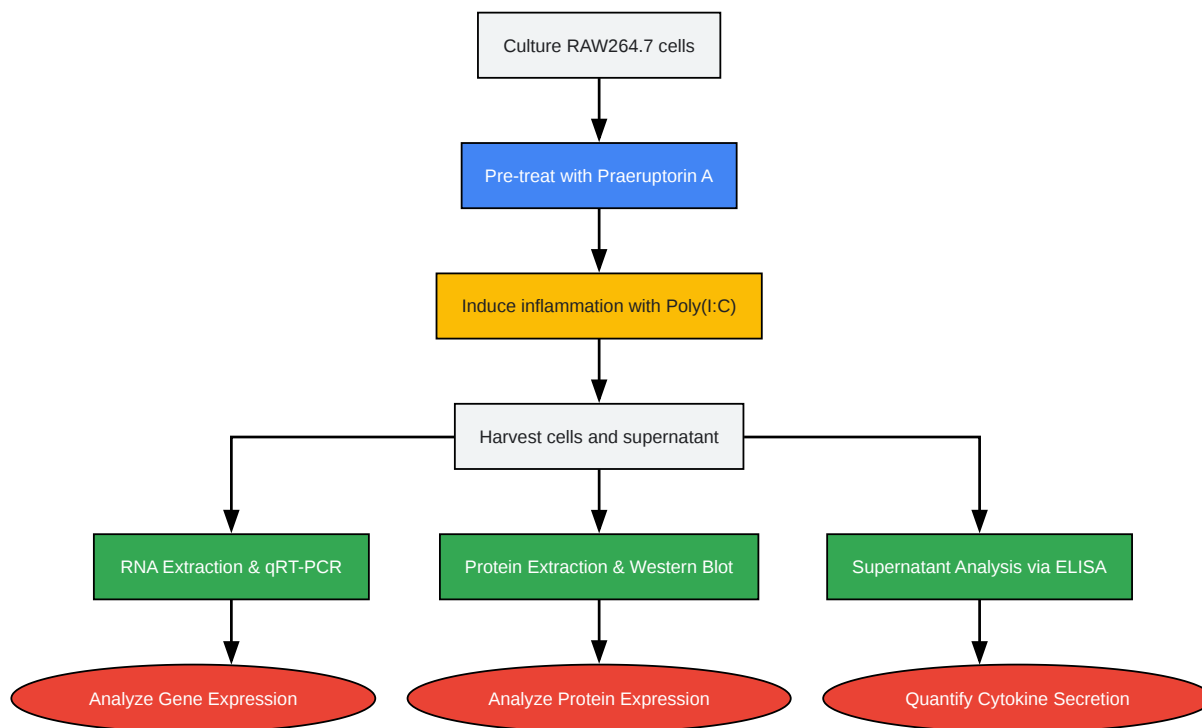 Culture RAW264.7 cells
Pre-treat with Praeruptorin A
Induce inflammation with Poly(I:C)
Harvest cells and supernatant
RNA Extraction & qRT-PCR
Protein Extraction & Western Blot
Supernatant Analysis via ELISA
Analyze Gene Expression
Analyze Protein Expression
Quantify Cytokine Secretion